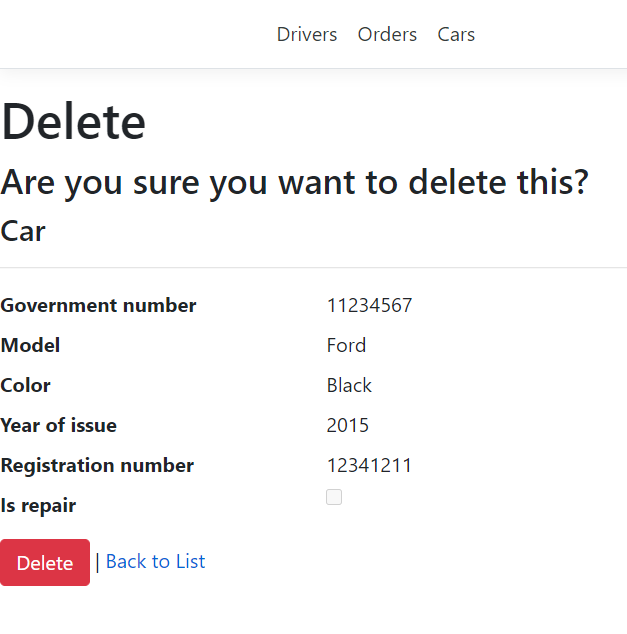 Drivers Orders Cars
Delete
Are you sure you want to delete this?
Car
Government number 11234567
Model Ford
Color Black
Year of issue 2015
Registration number 12341211
Is repair
Delete | Back to List